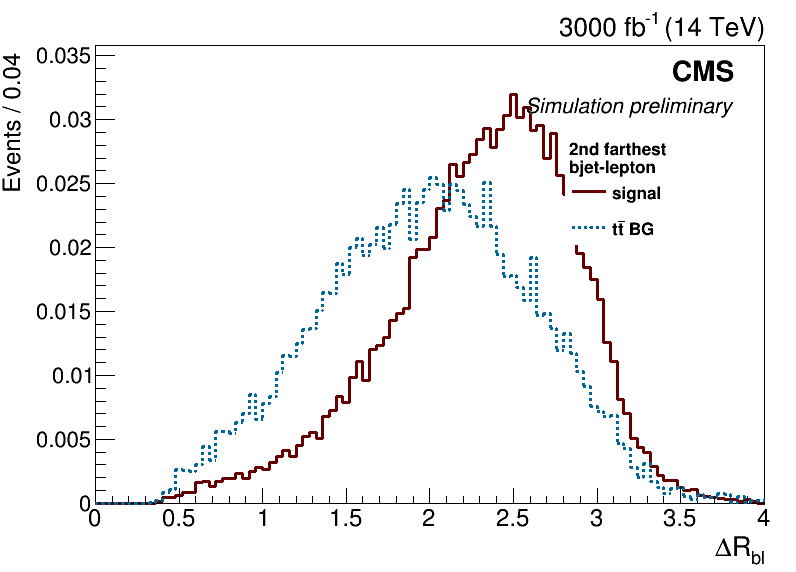 3000 fb⁻¹ (14 TeV)
CMS
Simulation preliminary
2nd farthest
bjet-lepton
signal
tt̄ BG
Events / 0.04
0.035
0.03
0.025
0.02
0.015
0.01
0.005
0
0 0.5 1 1.5 2 2.5 3 3.5 4
ΔR_bl